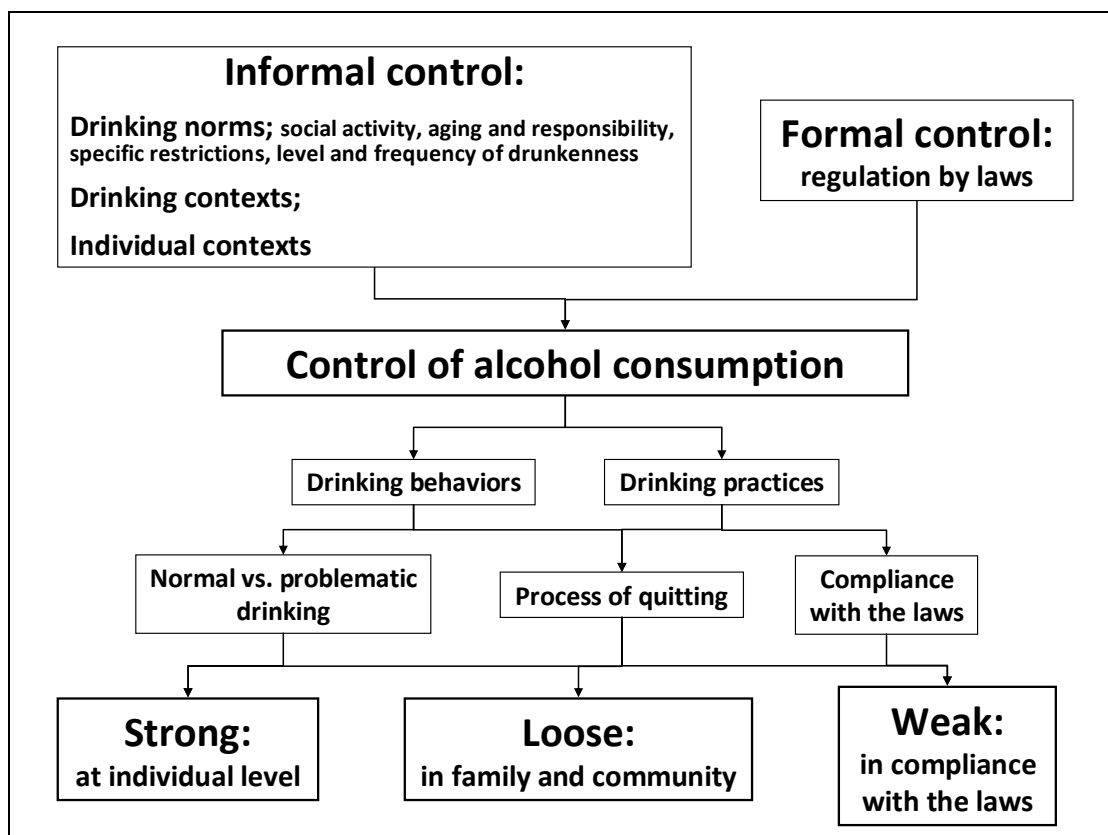 Informal control:
Drinking norms; social activity, aging and responsibility,
specific restrictions, level and frequency of drunkenness
Drinking contexts;
Individual contexts
Formal control:
regulation by laws
Control of alcohol consumption
Drinking behaviors
Drinking practices
Normal vs. problematic
drinking
Process of quitting
Compliance
with the laws
Strong:
at individual level
Loose:
in family and community
Weak:
in compliance
with the laws